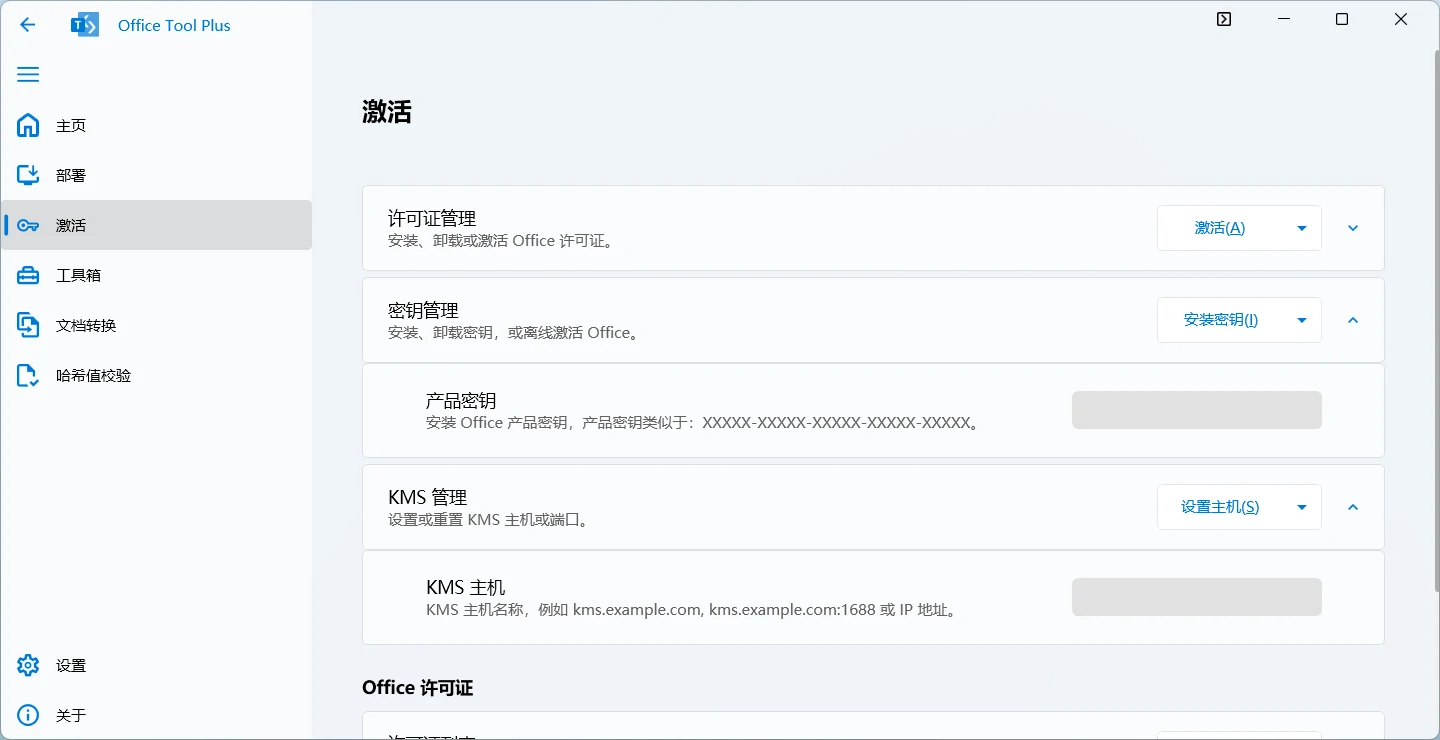 Office Tool Plus
主页
部署
激活
工具箱
文档转换
哈希值校验
设置
关于
激活
许可证管理
安装、卸载或激活 Office 许可证。
激活(A)
密钥管理
安装、卸载密钥，或离线激活 Office。
安装密钥(I)
产品密钥
安装 Office 产品密钥，产品密钥类似于：XXXXX-XXXXX-XXXXX-XXXXX-XXXXX。
KMS 管理
设置或重置 KMS 主机或端口。
设置主机(S)
KMS 主机
KMS 主机名称，例如 kms.example.com, kms.example.com:1688 或 IP 地址。
Office 许可证